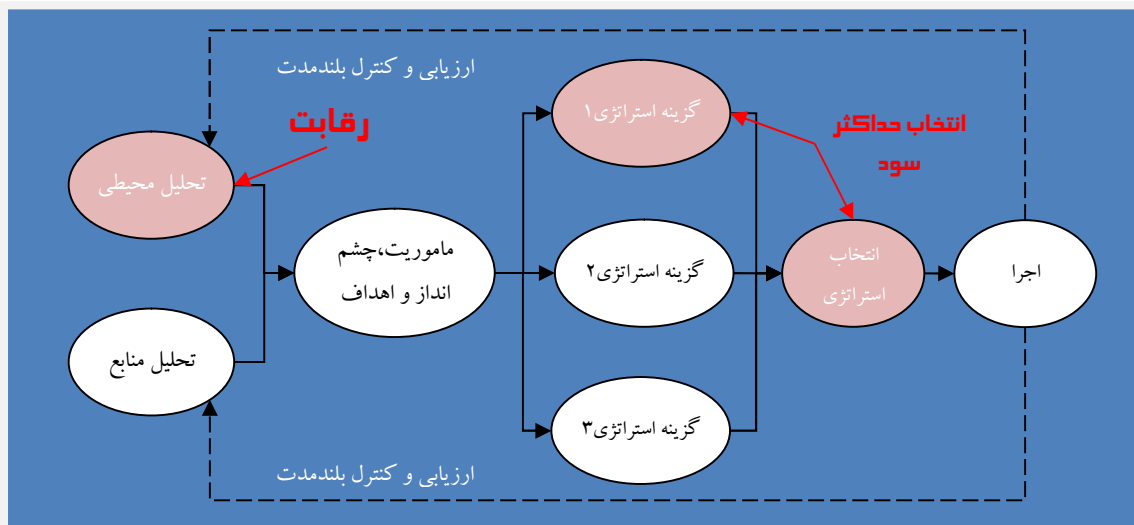 ارزیابی و کنترل بلندمدت
رقابت
تحلیل محیطی
تحلیل منابع
ماموریت،چشم
انداز و اهداف
گزینه استراتژی۱
گزینه استراتژی۲
گزینه استراتژی۳
انتخاب حداکثر
سود
انتخاب
استراتژی
اجرا
ارزیابی و کنترل بلندمدت